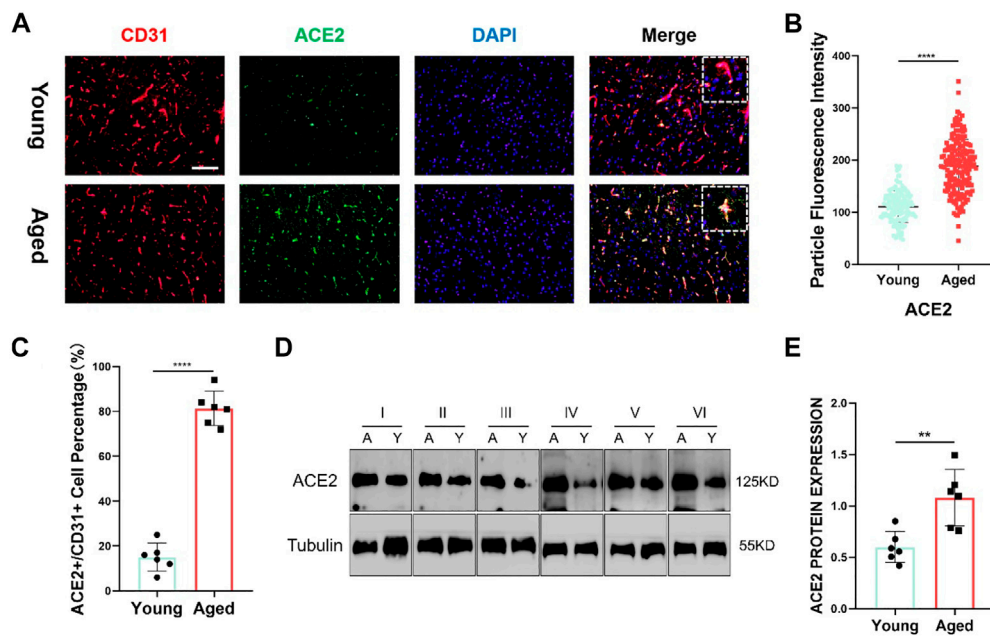 A
CD31
ACE2
DAPI
Merge
Young
Aged
B
****
Particle Fluorescence Intensity
400
300
200
100
0
Young
Aged
ACE2
C
****
ACE2+/CD31+ Cell Percentage(%)
100
80
60
40
20
0
Young
Aged
D
I
II
III
IV
V
VI
A Y A Y A Y A Y A Y A Y
ACE2
125KD
Tubulin
55KD
E
**
ACE2 PROTEIN EXPRESSION
2.0
1.5
1.0
0.5
0.0
Young
Aged